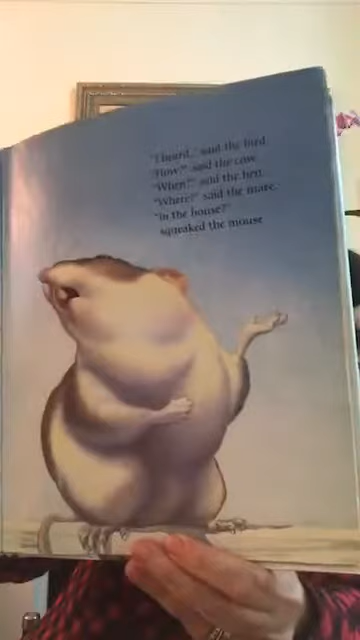 "I heard," said the bird.
"How?" said the cow.
"When?" said the hen.
"Where?" said the mare.
"In the house?"
squeaked the mouse